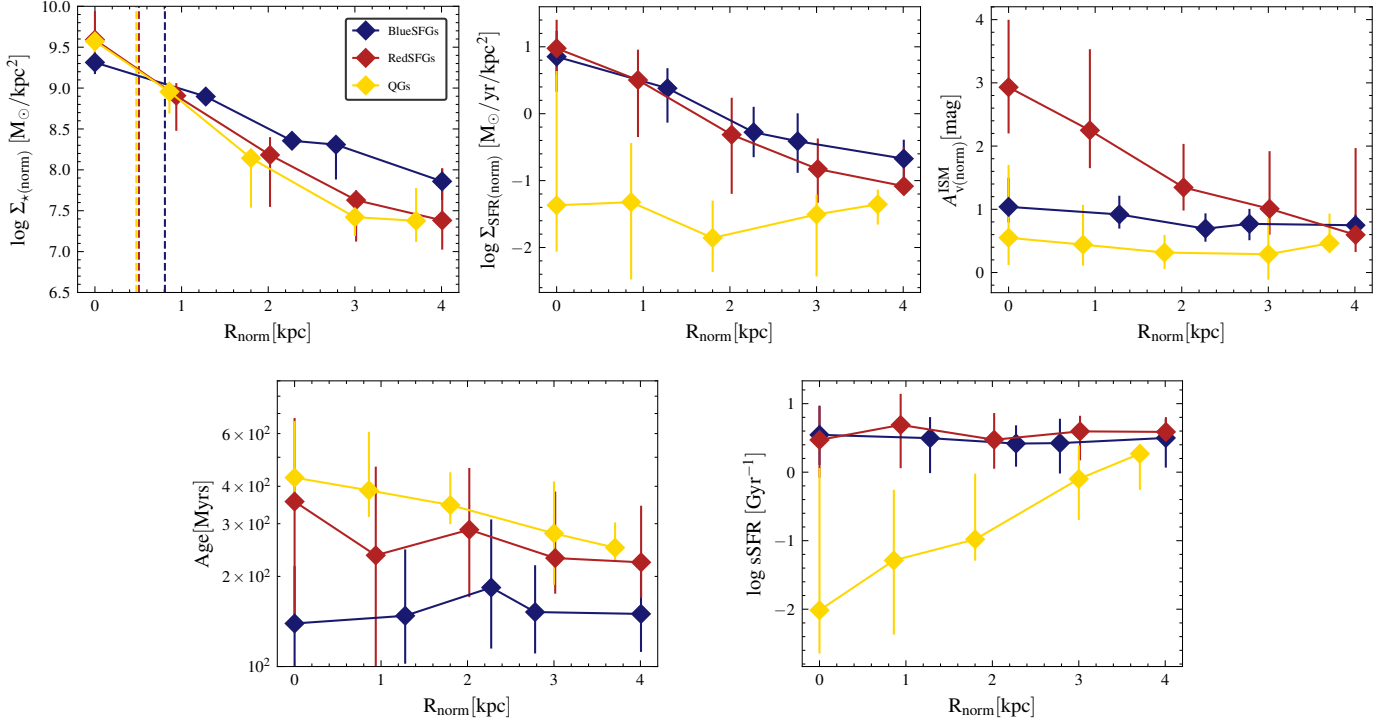 10.0
9.5
9.0
8.5
8.0
7.5
7.0
6.5
0
1
2
3
4
log Σ⋆(norm) [M⊙/kpc²]
R_norm[kpc]
BlueSFGs
RedSFGs
QGs
1
0
−1
−2
0
1
2
3
4
log Σ_SFR(norm) [M⊙/yr/kpc²]
R_norm[kpc]
4
3
2
1
0
0
1
2
3
4
A^ISM_v(norm)[mag]
R_norm[kpc]
6 × 10²
4 × 10²
3 × 10²
2 × 10²
10²
0
1
2
3
4
Age[Myrs]
R_norm[kpc]
1
0
−1
−2
0
1
2
3
4
log sSFR [Gyr⁻¹]
R_norm[kpc]